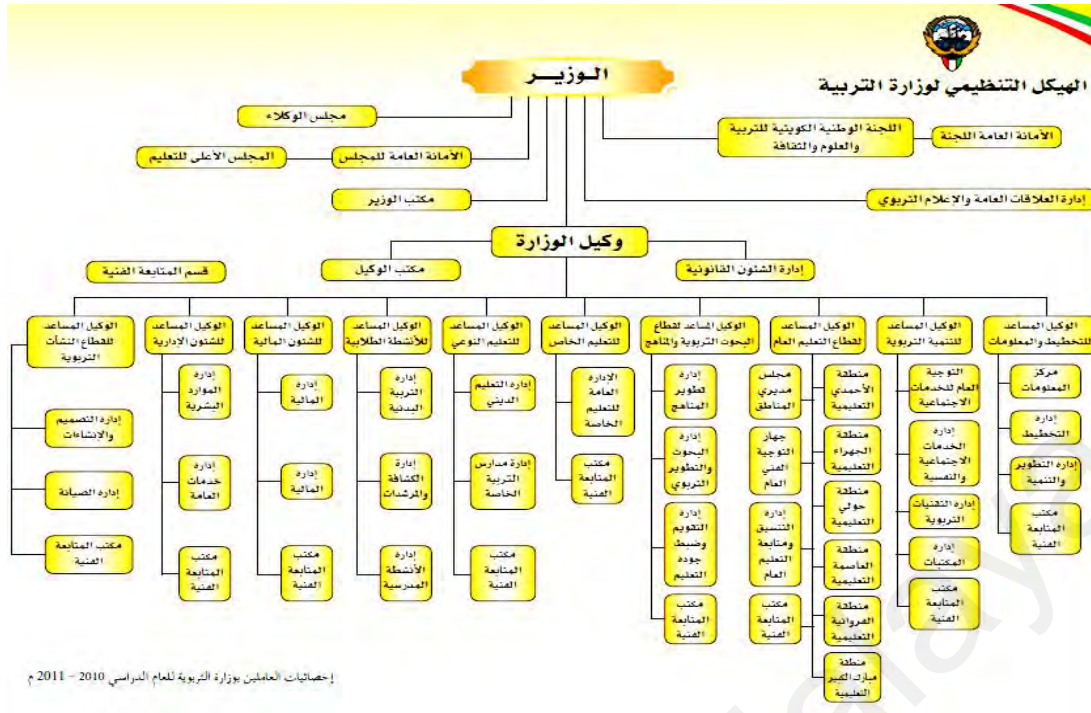 الهيكل التنظيمي لوزارة التربية
الوزيـر
مجلس الوكلاء
اللجنة الوطنية الكويتية للتربية
والعلوم والثقافة
الأمانة العامة اللجنة
الأمانة العامة للمجلس
المجلس الأعلى للتعليم
مكتب الوزير
إدارة العلاقات العامة والإعلام التربوي
وكيل الوزارة
إدارة الشئون القانونية
مكتب الوكيل
قسم المتابعة الفنية
الوكيل المساعد
للتخطيط والمعلومات
مركز
المعلومات
إدارة
التخطيط
إدارة التطوير
والتنمية
مكتب
المتابعة
الفنية
الوكيل المساعد
للتنمية التربوية
التوجية
العام للخدمات
الاجتماعية
إدارة
الخدمات
الاجتماعية
والنفسية
إدارة التقنيات
التربوية
إدارة
المكتبات
مكتب
المتابعة
الفنية
الوكيل المساعد
لقطاع التعليم العام
منطقة
الأحمدي
التعليمية
منطقة
الجهراء
التعليمية
منطقة
حولي
التعليمية
منطقة
العاصمة
التعليمية
منطقة
الفروانية
التعليمية
منطقة
مبارك الكبير
التعليمية
مجلس
مديري
المناطق
جهاز
التوجية
الفني
العام
إدارة
التنسيق
ومتابعة
التعليم
العام
مكتب
المتابعة
الفنية
الوكيل المساعد لقطاع
البحوث التربوية والمناهج
إدارة
تطوير
المناهج
إدارة
البحوث
والتطوير
التربوي
إدارة
التقويم
وضبط
جودة
التعليم
مكتب
المتابعة
الفنية
الوكيل المساعد
للتعليم الخاص
الإدارة
العامة
للتعليم
الخاصة
مكتب
المتابعة
الفنية
الوكيل المساعد
للتعليم النوعي
إدارة التعليم
الديني
إدارة مدارس
التربية
الخاصة
مكتب
المتابعة
الفنية
الوكيل المساعد
للأنشطة الطلابية
إدارة
التربية
البدنية
إدارة
الكشافة
والمرشدات
إدارة
الأنشطة
المدرسية
الوكيل المساعد
للشئون المالية
إدارة
المالية
إدارة
المالية
مكتب
المتابعة
الفنية
الوكيل المساعد
للشئون الإدارية
إدارة
الموارد
البشرية
إدارة
خدمات
العامة
مكتب
المتابعة
الفنية
الوكيل المساعد
للقطاع النشأت
التربوية
إدارة التصميم
والإنشاءات
إدارة الصيانة
مكتب المتابعة
الفنية
إحصائيات العاملين بوزارة التربوية للعام الدراسي 2010 - 2011 م